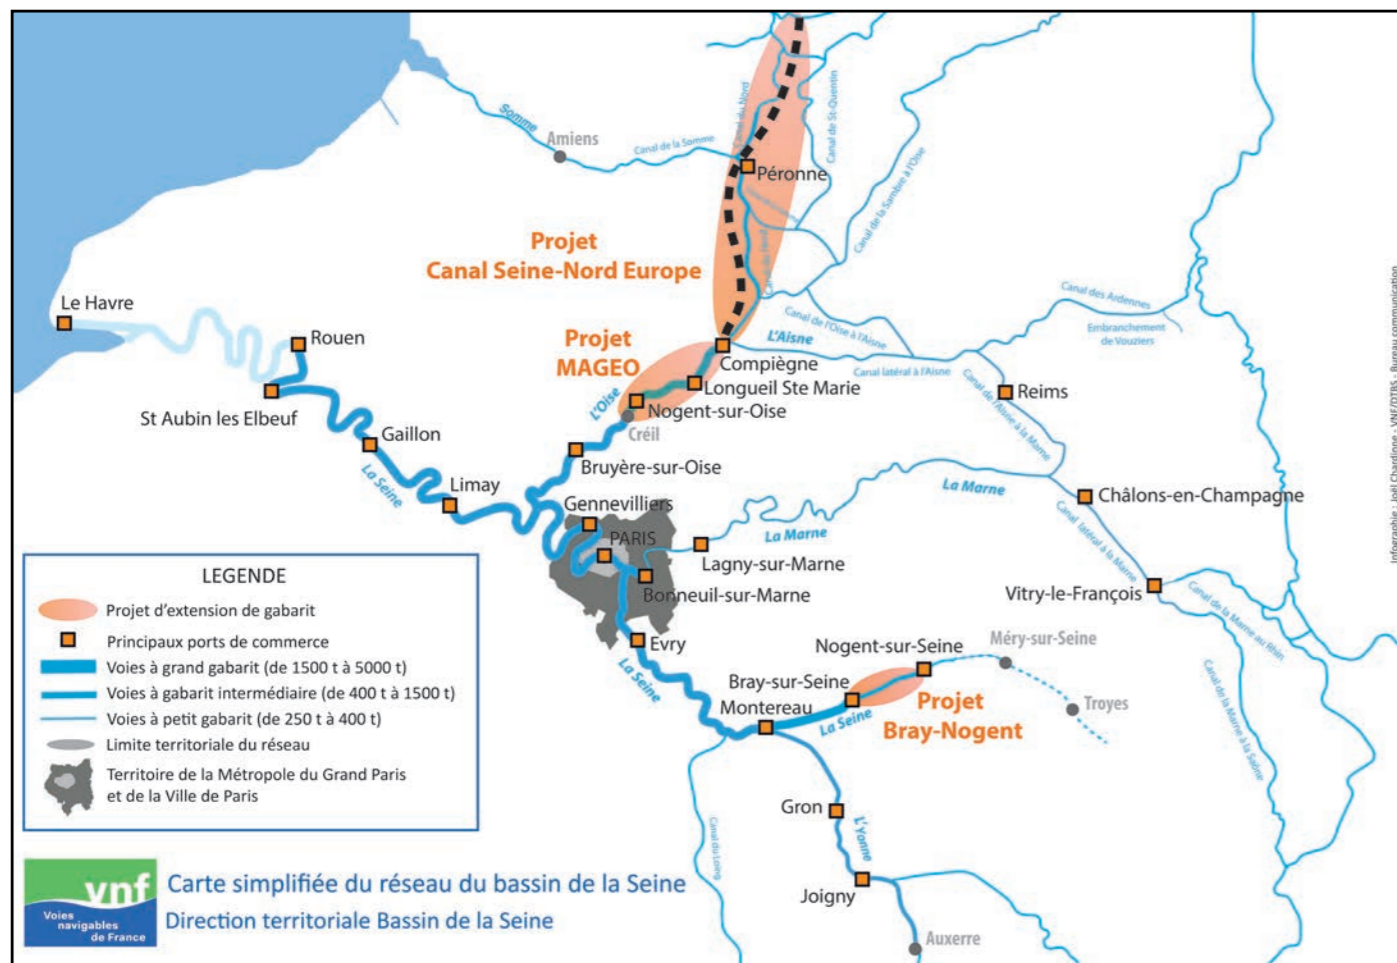 Somme
Amiens
Canal de la Somme
Canal du Nord
Canal de St-Quentin
Canal de la Sambre à l'Oise
Péronne
Projet
Canal Seine-Nord Europe
Canal du Nord
Le Havre
Rouen
Projet
MAGEO
L'Aisne
Canal de l'Oise à l'Aisne
Canal des Ardennes
Embranchement
de Vouziers
Compiègne
Canal latéral à l'Aisne
Longueil Ste Marie
L'Oise
Nogent-sur-Oise
Créil
Reims
Canal de l'Aisne à la Marne
St Aubin les Elbeuf
Gaillon
La Seine
Bruyère-sur-Oise
Limay
Gennevilliers
La Marne
Châlons-en-Champagne
La Marne
PARIS
Lagny-sur-Marne
Canal latéral à la Marne
Bonneuil-sur-Marne
Vitry-le-François
Canal de la Marne au Rhin
Evry
La Seine
Nogent-sur-Seine
Méry-sur-Seine
Bray-sur-Seine
Montereau
La Seine
Projet
Bray-Nogent
Troyes
Canal de la Marne à la Saône
Gron
L'Yonne
Canal du Loing
Joigny
Auxerre
LEGENDE
Projet d'extension de gabarit
Principaux ports de commerce
Voies à grand gabarit (de 1500 t à 5000 t)
Voies à gabarit intermédiaire (de 400 t à 1500 t)
Voies à petit gabarit (de 250 t à 400 t)
Limite territoriale du réseau
Territoire de la Métropole du Grand Paris
et de la Ville de Paris
vnf
Voies
navigables
de France
Carte simplifiée du réseau du bassin de la Seine
Direction territoriale Bassin de la Seine
Infographie : Joël Chardinne - VNF/DTBS - Bureau communication